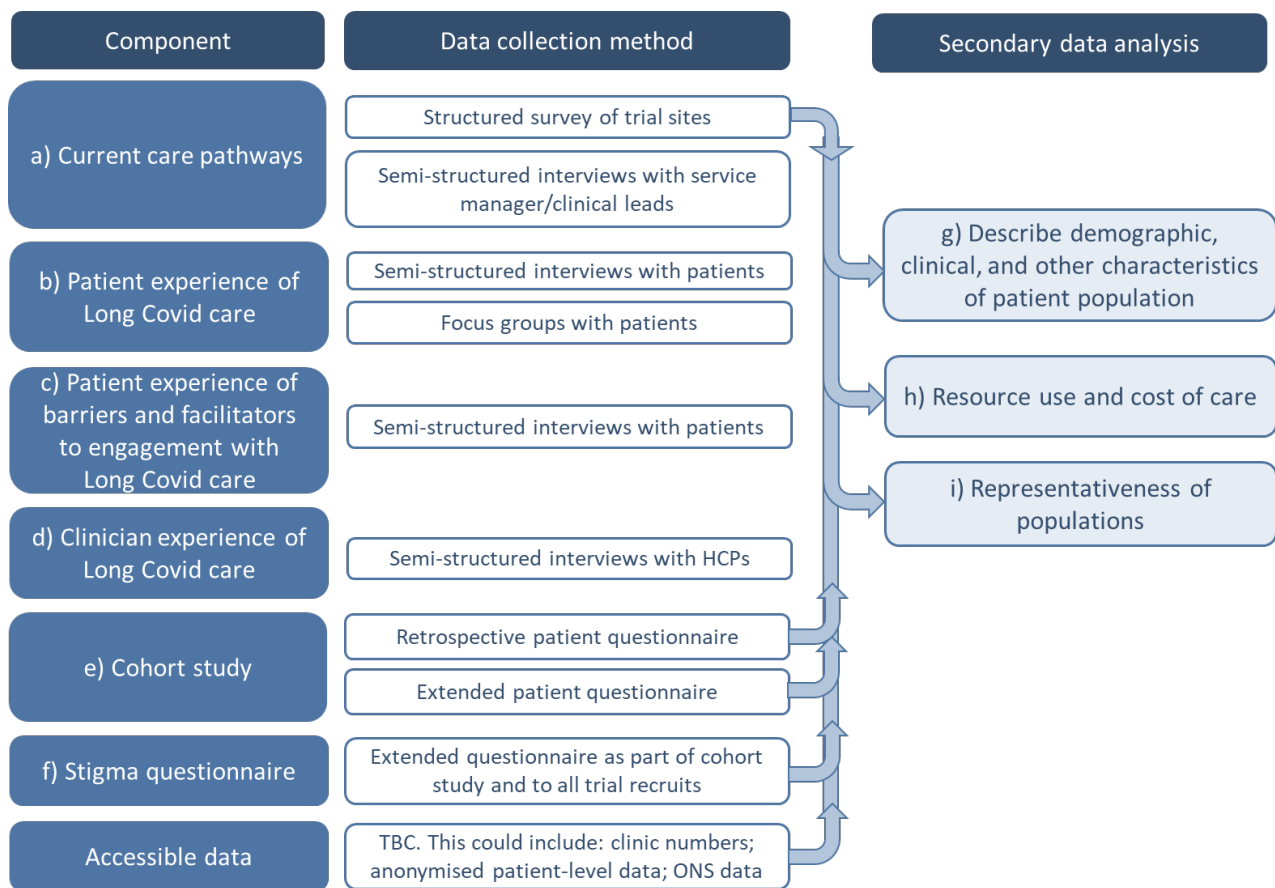 Component
Data collection method
Secondary data analysis
a) Current care pathways
Structured survey of trial sites
Semi-structured interviews with service
manager/clinical leads
b) Patient experience of
Long Covid care
Semi-structured interviews with patients
Focus groups with patients
c) Patient experience of
barriers and facilitators
to engagement with
Long Covid care
Semi-structured interviews with patients
d) Clinician experience of
Long Covid care
Semi-structured interviews with HCPs
e) Cohort study
Retrospective patient questionnaire
Extended patient questionnaire
f) Stigma questionnaire
Extended questionnaire as part of cohort
study and to all trial recruits
Accessible data
TBC. This could include: clinic numbers;
anonymised patient-level data; ONS data
g) Describe demographic,
clinical, and other characteristics
of patient population
h) Resource use and cost of care
i) Representativeness of
populations